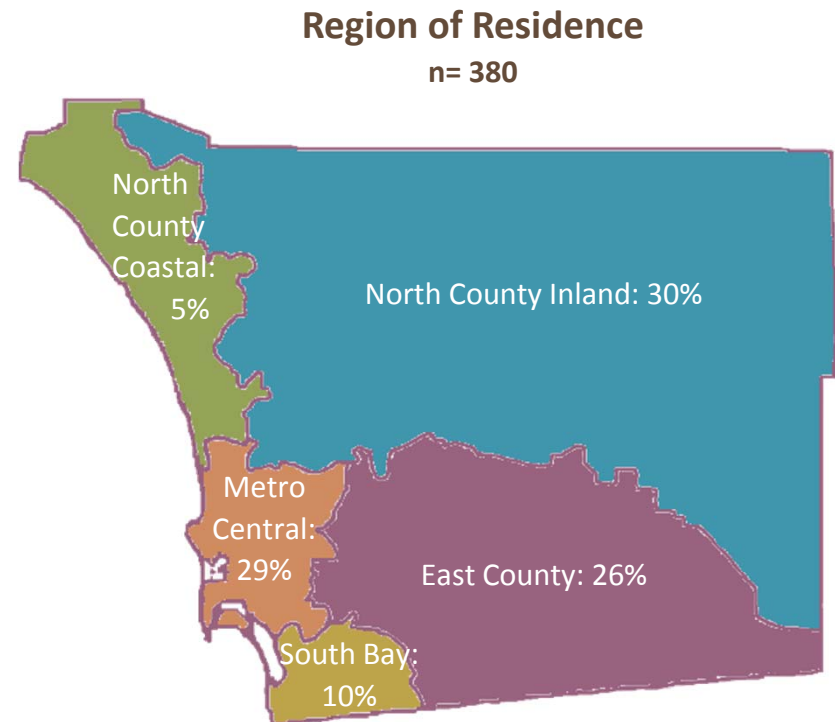 Region of Residence
n= 380
North
County
Coastal:
5%
North County Inland: 30%
Metro
Central:
29%
East County: 26%
South Bay:
10%